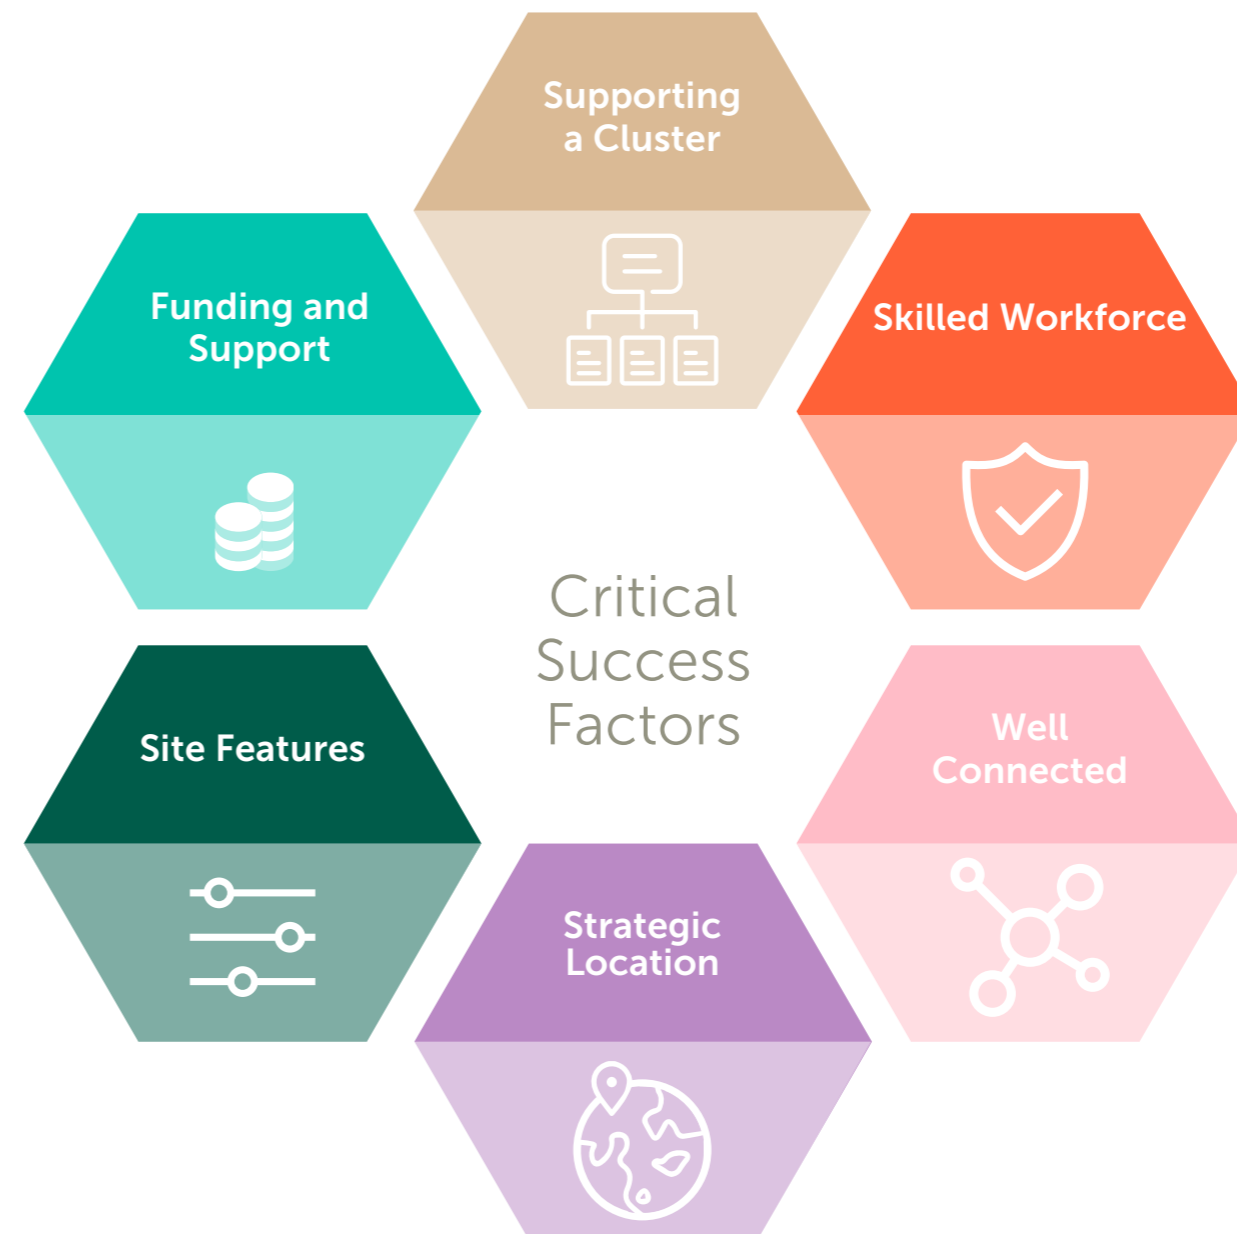 Supporting
a Cluster
Funding and
Support
Skilled Workforce
Critical
Success
Factors
Site Features
Well
Connected
Strategic
Location